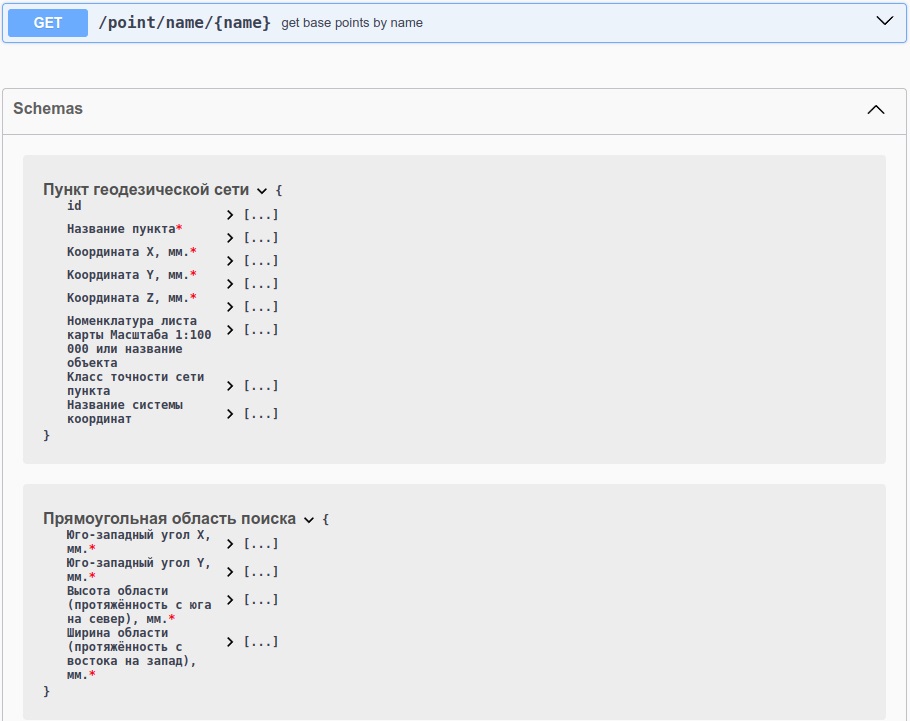 GET /point/name/{name} get base points by name
Schemas
Пункт геодезической сети {
id [...]
Название пункта* [...]
Координата X, мм.* [...]
Координата Y, мм.* [...]
Координата Z, мм.* [...]
Номенклатура листа [...]
карты Масштаба 1:100
000 или название
объекта
Класс точности сети [...]
пункта
Название системы [...]
координат
}
Прямоугольная область поиска {
Юго-западный угол X, [...]
мм.*
Юго-западный угол Y, [...]
мм.*
Высота области [...]
(протяжённость с юга
на север), мм.*
Ширина области [...]
(протяжённость с
востока на запад),
мм.*
}